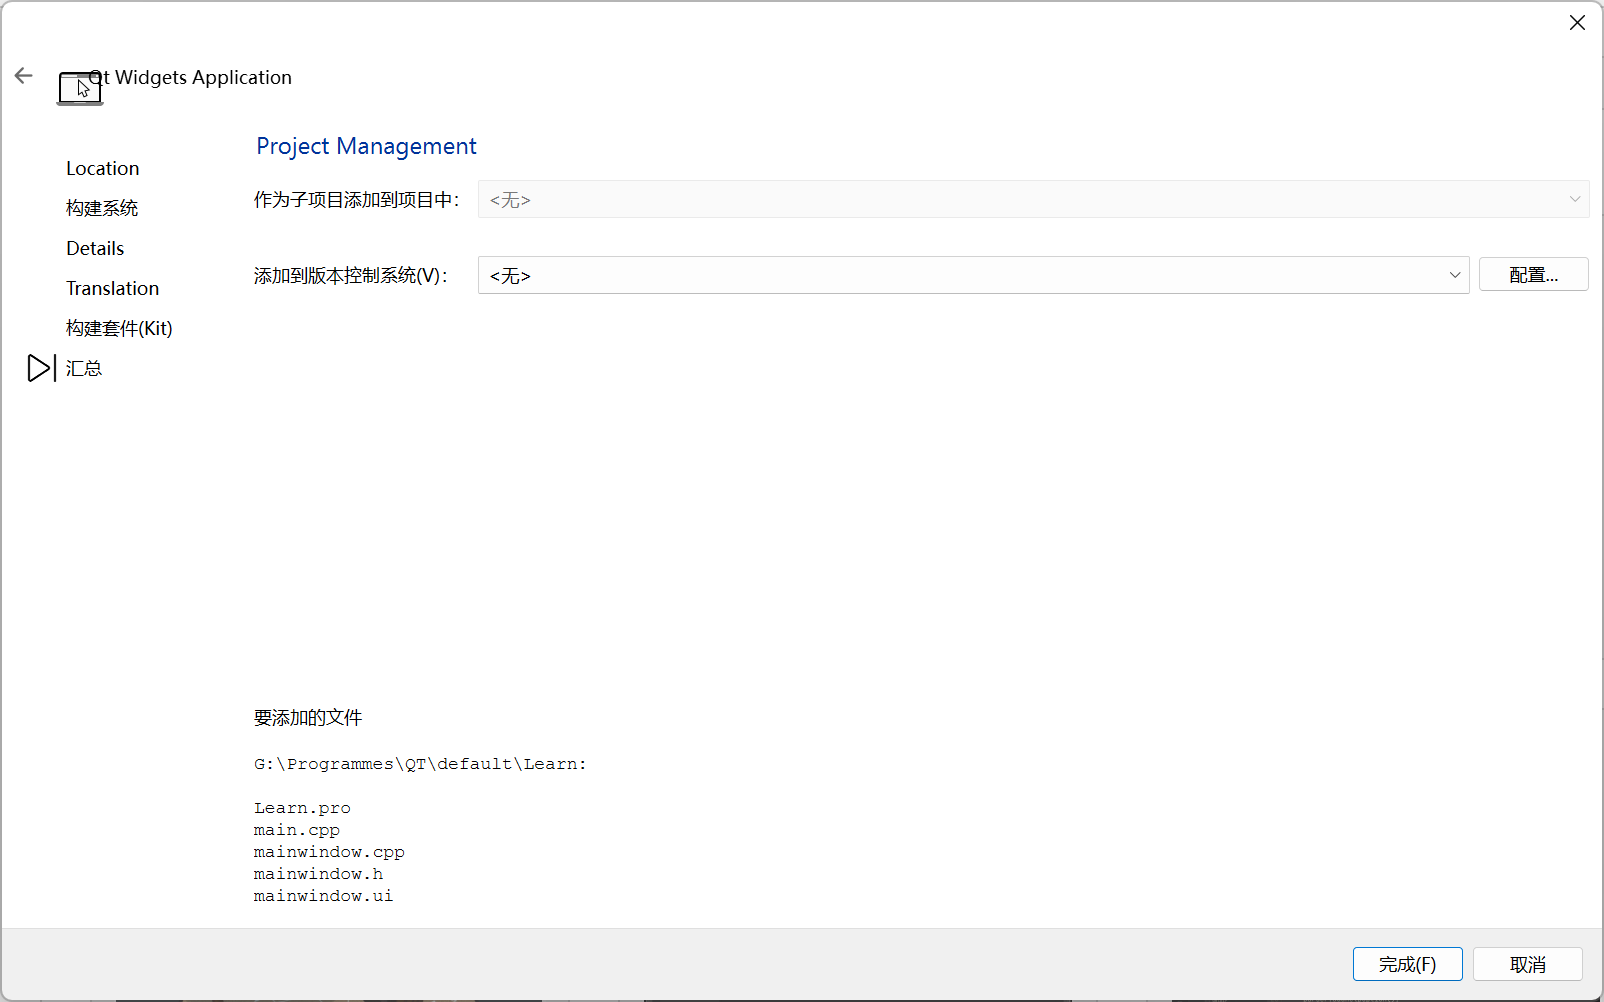 Qt Widgets Application
Location
构建系统
Details
Translation
构建套件(Kit)
汇总
Project Management
作为子项目添加到项目中：
<无>
添加到版本控制系统(V)：
<无>
配置...
要添加的文件
G:\Programmes\QT\default\Learn:
Learn.pro
main.cpp
mainwindow.cpp
mainwindow.h
mainwindow.ui
完成(F)
取消